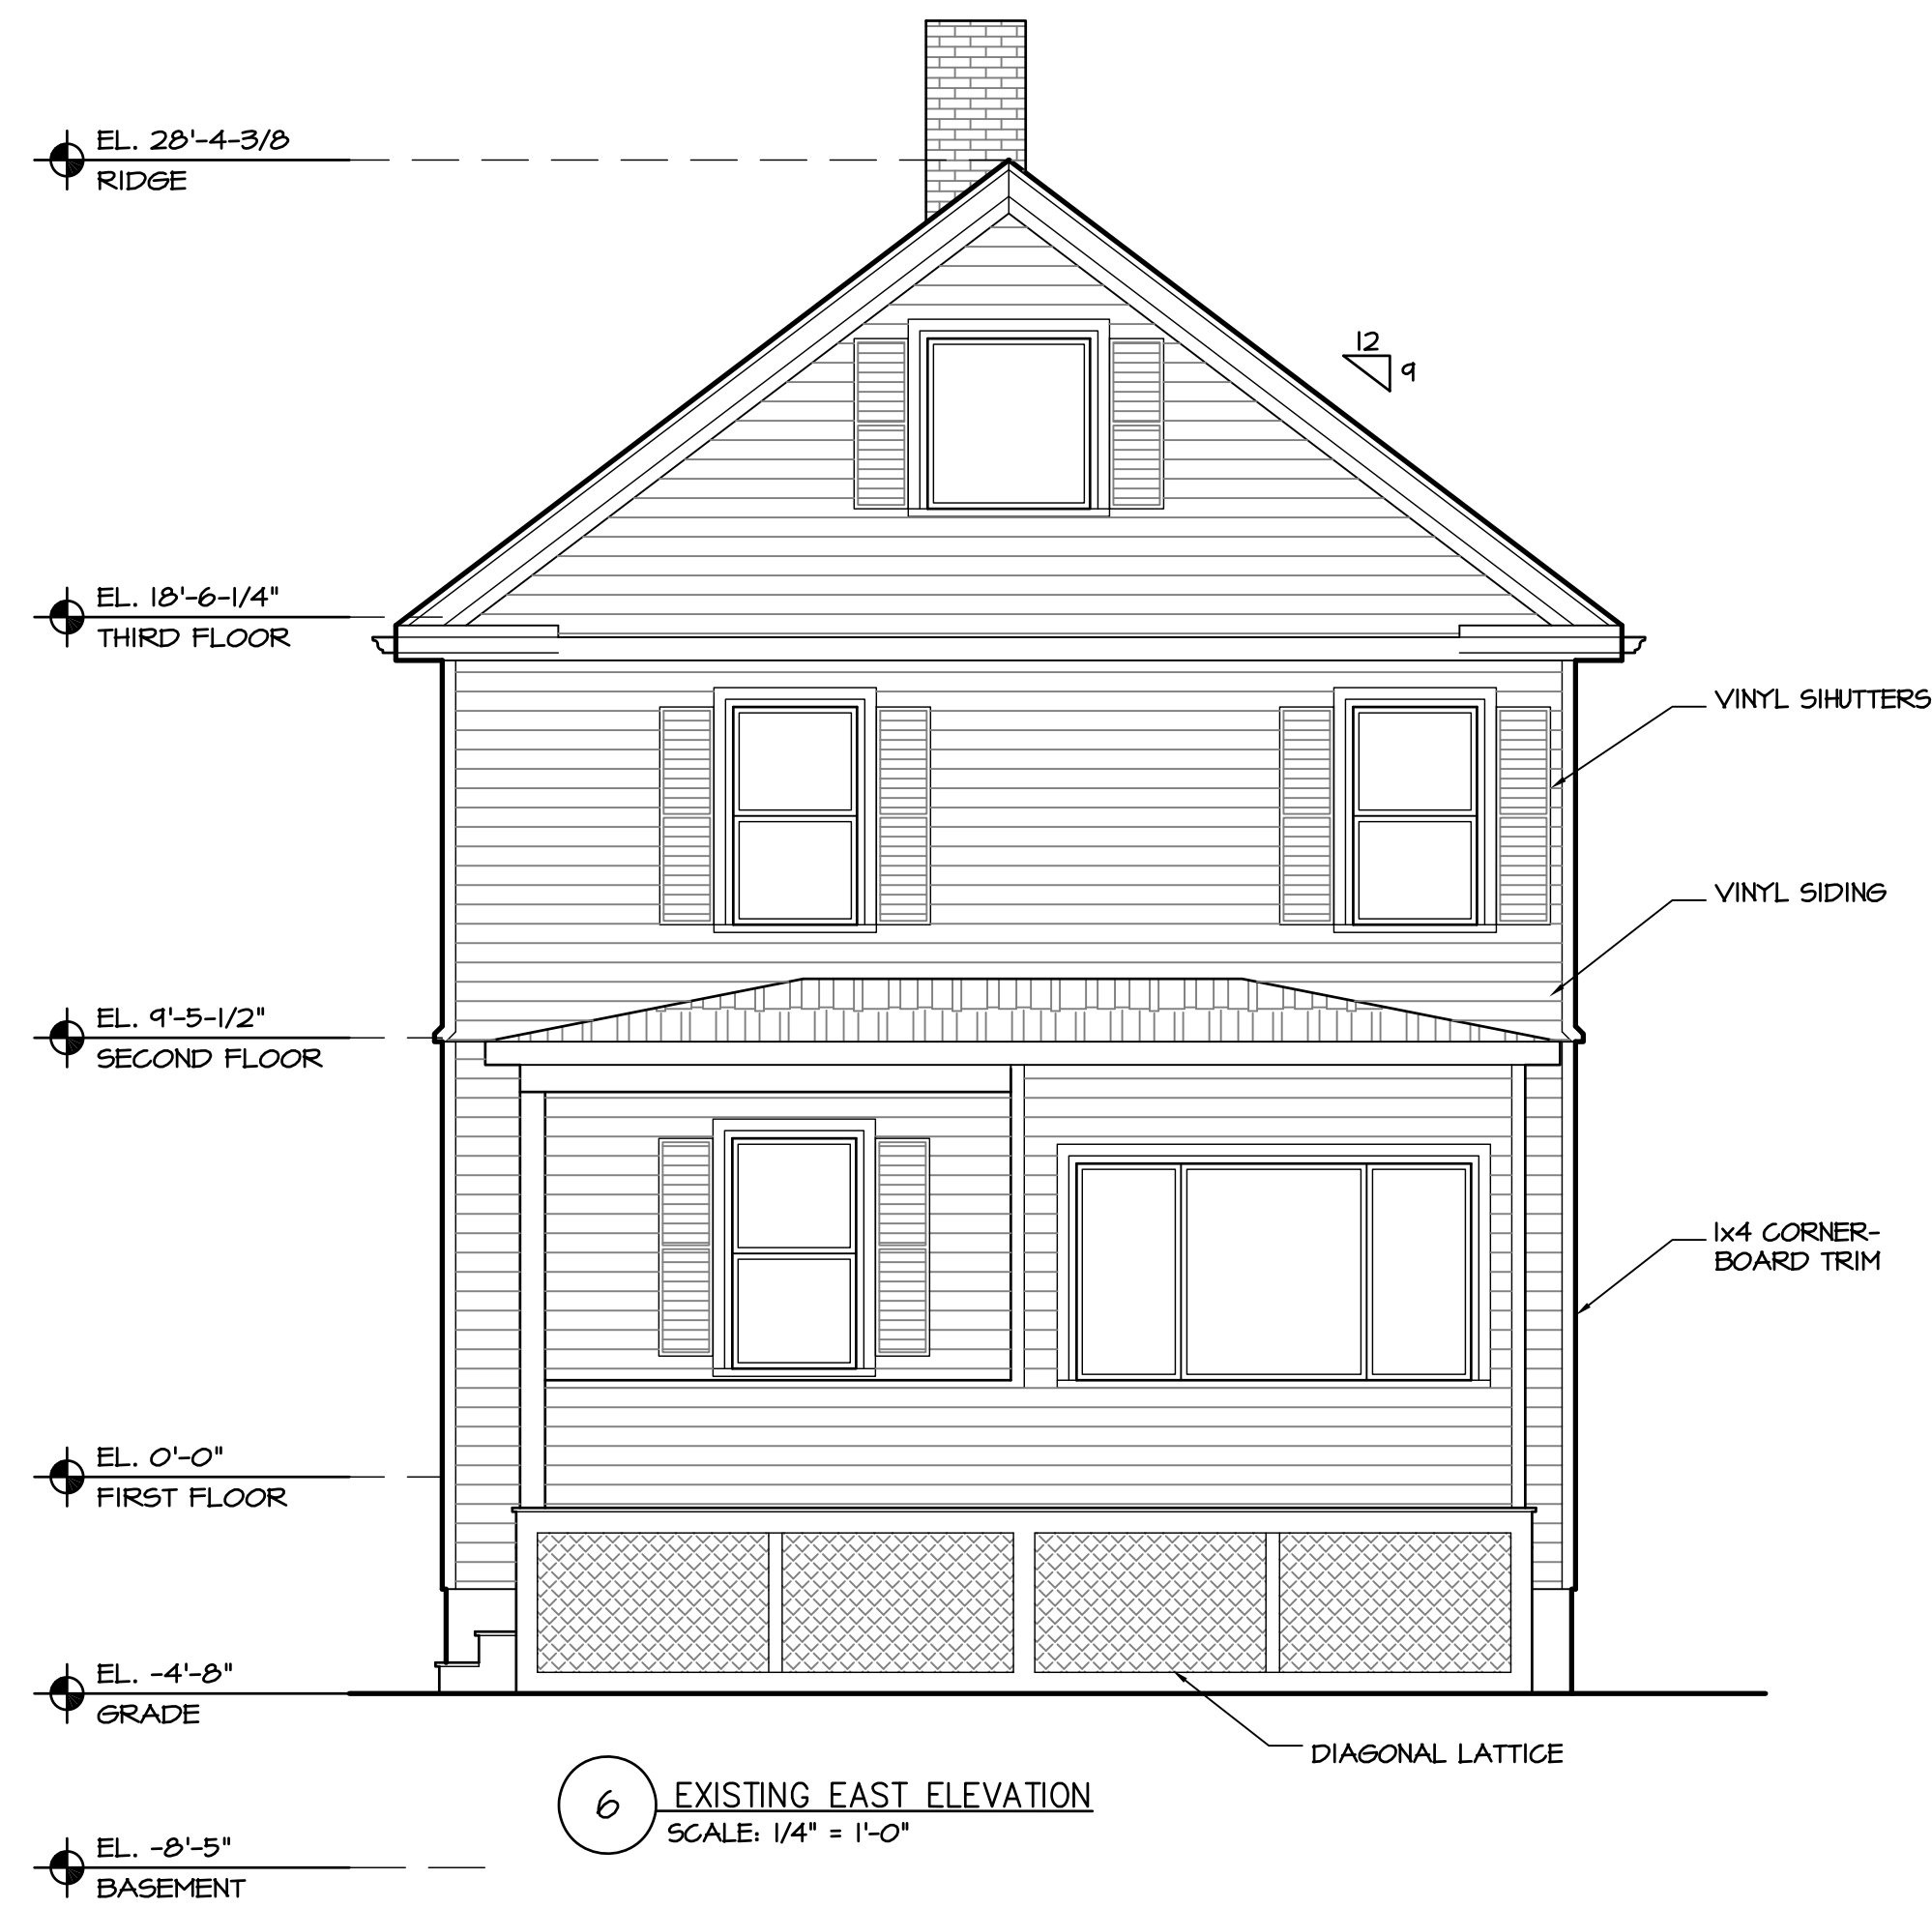 EL. 28'-4-3/8
RIDGE
12
9
EL. 18'-6-1/4"
THIRD FLOOR
VINYL SIHUTTERS
VINYL SIDING
EL. 9'-5-1/2"
SECOND FLOOR
1x4 CORNER-
BOARD TRIM
EL. 0'-0"
FIRST FLOOR
EL. -4'-8"
GRADE
DIAGONAL LATTICE
6
EXISTING EAST ELEVATION
SCALE: 1/4" = 1'-0"
EL. -8'-5"
BASEMENT